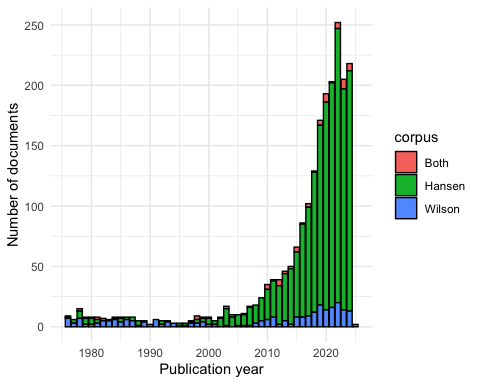 250
200
150
100
50
0
Number of documents
1980 1990 2000 2010 2020
Publication year
corpus
Both
Hansen
Wilson